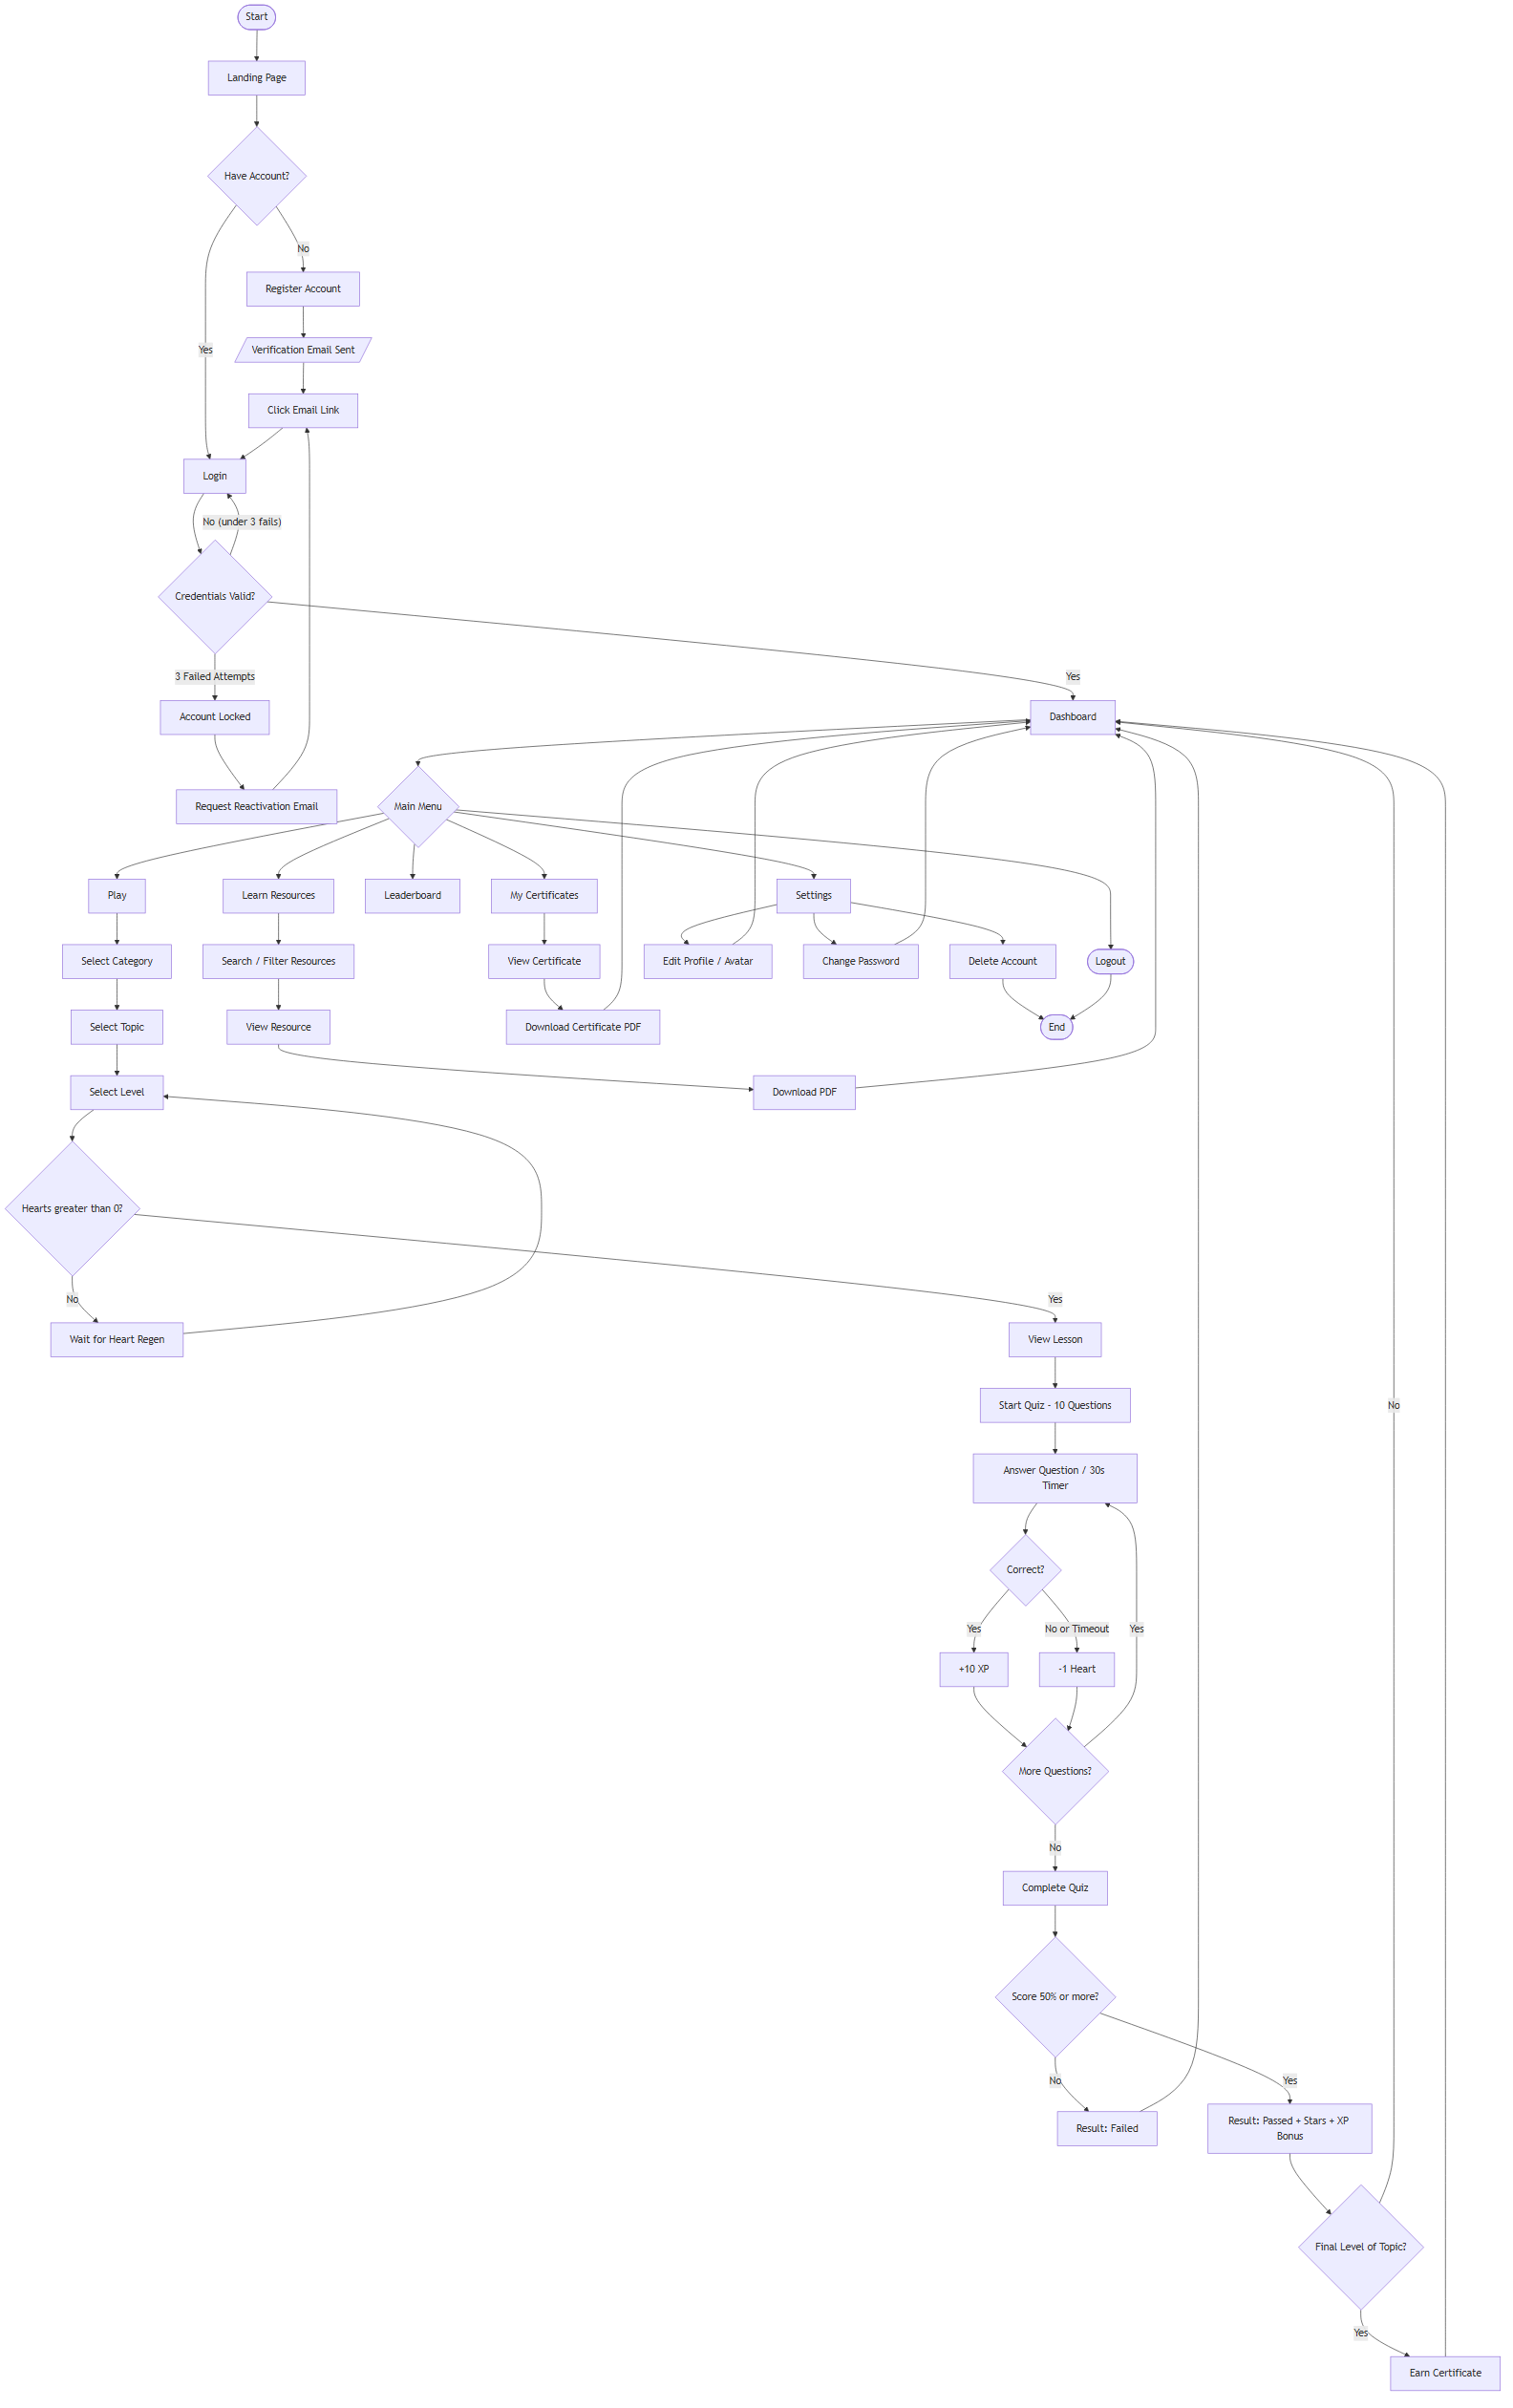 Start
Landing Page
Have Account?
No
Register Account
Yes
Verification Email Sent
Click Email Link
Login
No (under 3 fails)
Credentials Valid?
3 Failed Attempts
Yes
Account Locked
Dashboard
Request Reactivation Email
Main Menu
Play
Learn Resources
Leaderboard
My Certificates
Settings
Select Category
Search / Filter Resources
View Certificate
Edit Profile / Avatar
Change Password
Delete Account
Logout
Select Topic
View Resource
Download Certificate PDF
End
Select Level
Download PDF
Hearts greater than 0?
No
Yes
Wait for Heart Regen
View Lesson
Start Quiz - 10 Questions
No
Answer Question / 30s
Timer
Correct?
Yes
No or Timeout
Yes
+10 XP
-1 Heart
More Questions?
No
Complete Quiz
Score 50% or more?
No
Yes
Result: Failed
Result: Passed + Stars + XP
Bonus
Final Level of Topic?
Yes
Earn Certificate